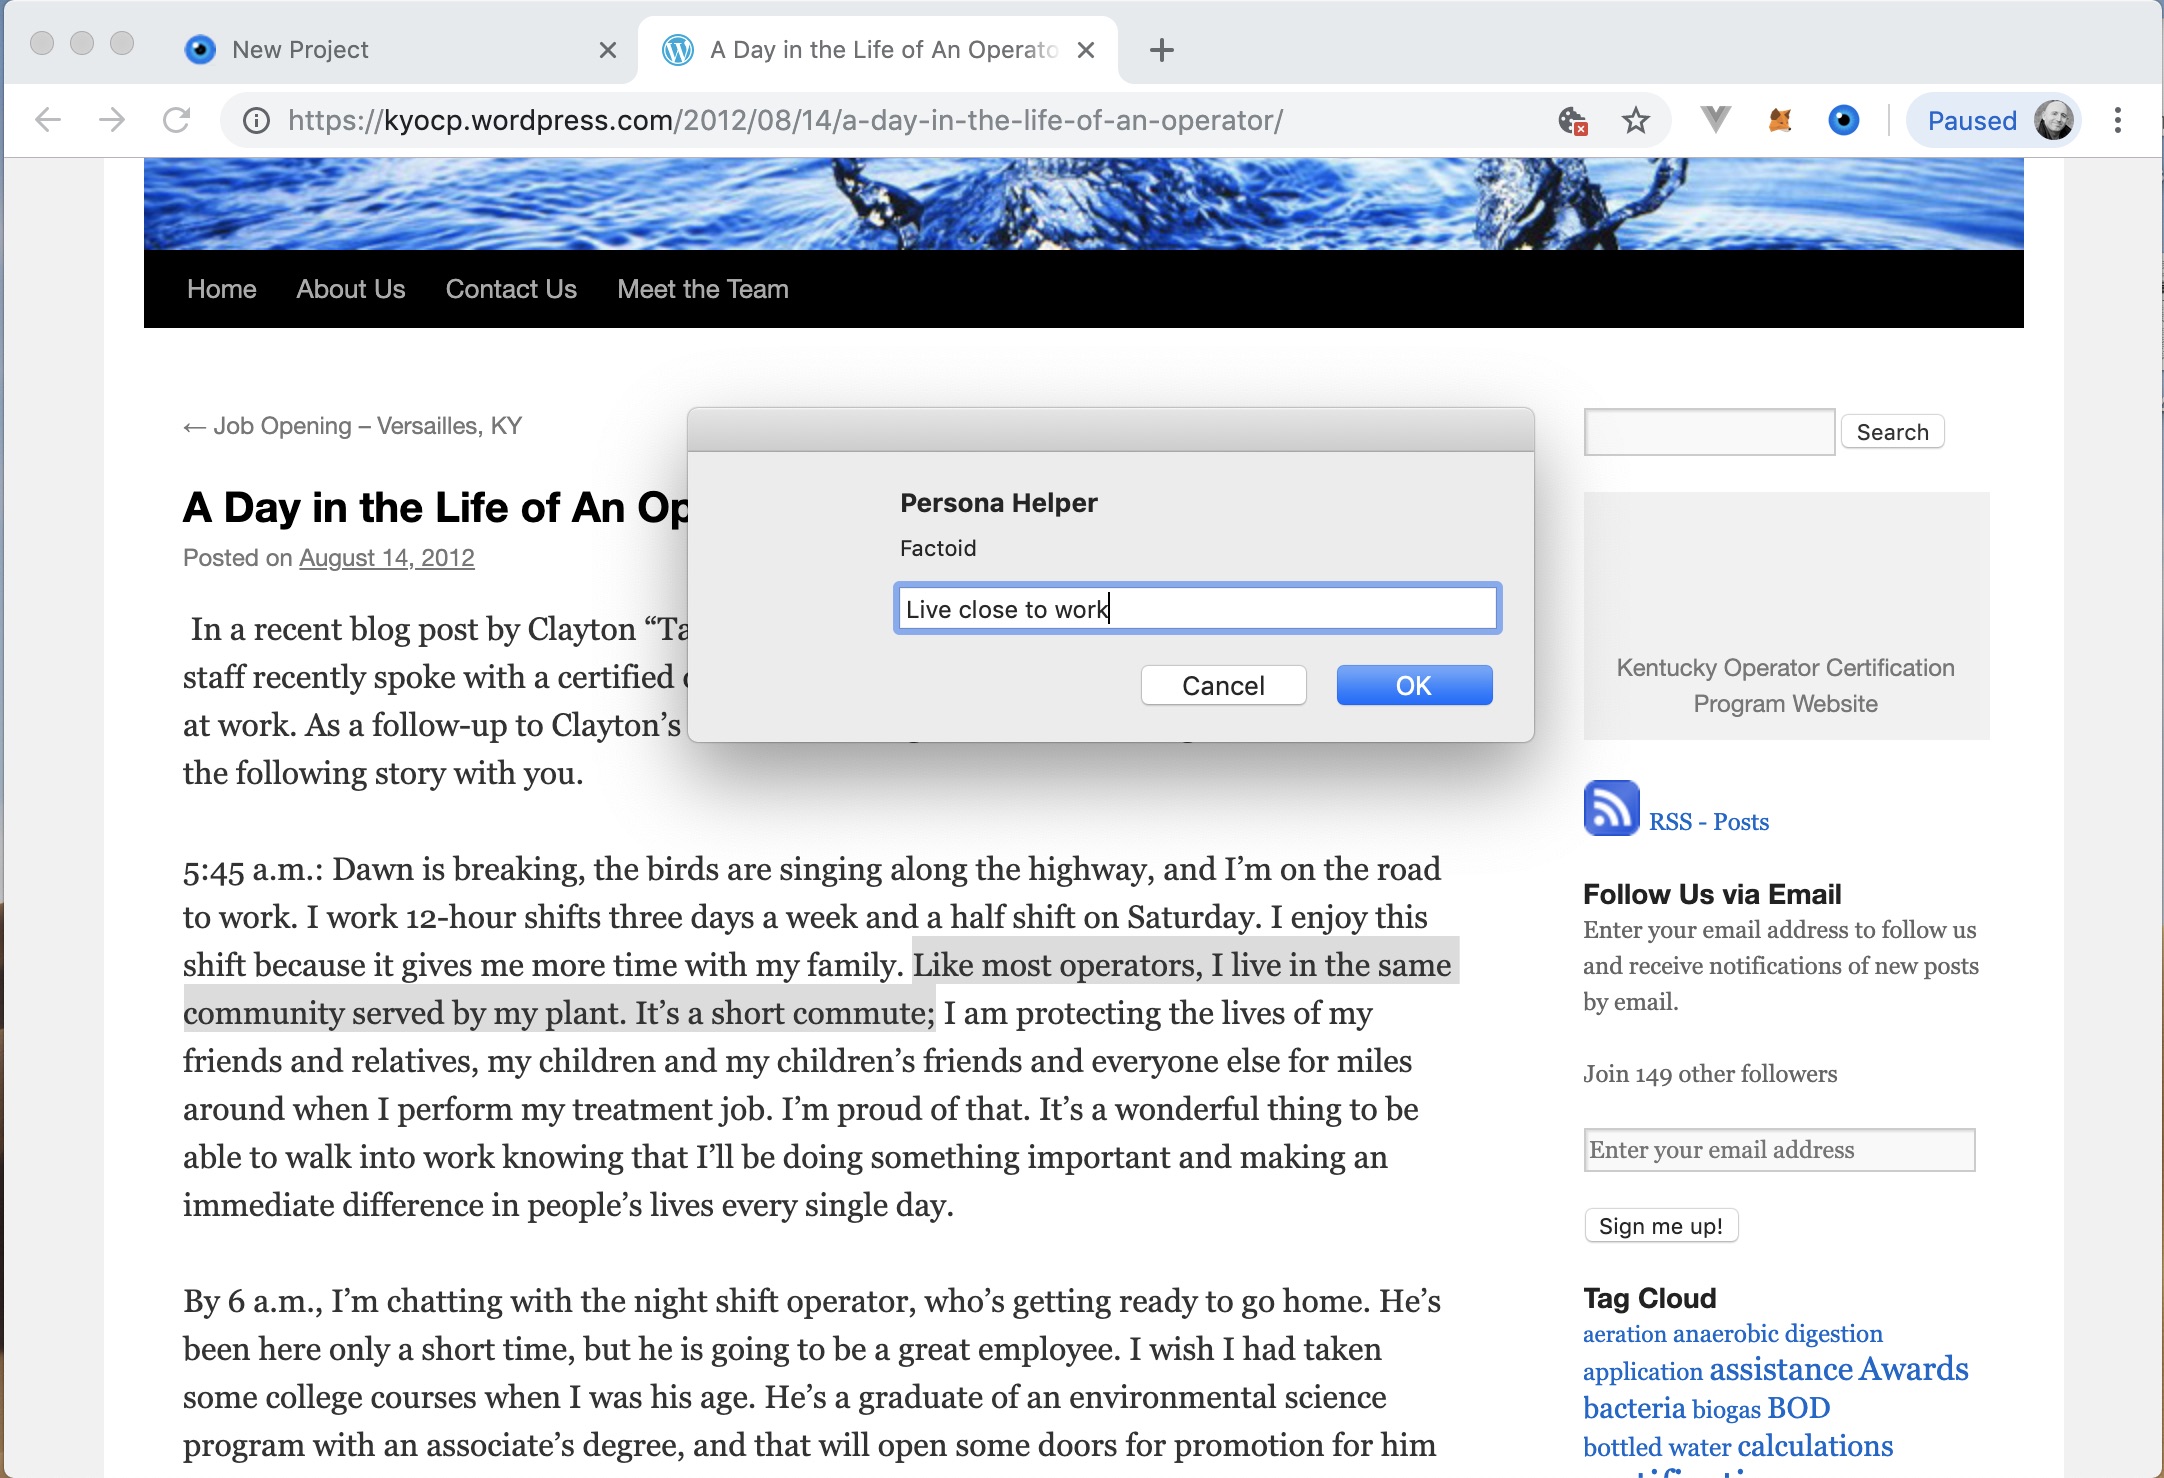 New Project
A Day in the Life of An Operato
https://kyocp.wordpress.com/2012/08/14/a-day-in-the-life-of-an-operator/
Paused
Home About Us Contact Us Meet the Team
← Job Opening – Versailles, KY
A Day in the Life of An Op
Posted on August 14, 2012
In a recent blog post by Clayton “Ta
staff recently spoke with a certified
at work. As a follow-up to Clayton’s
the following story with you.
Persona Helper
Factoid
Live close to work
Cancel OK
5:45 a.m.: Dawn is breaking, the birds are singing along the highway, and I’m on the road
to work. I work 12-hour shifts three days a week and a half shift on Saturday. I enjoy this
shift because it gives me more time with my family. Like most operators, I live in the same
community served by my plant. It’s a short commute; I am protecting the lives of my
friends and relatives, my children and my children’s friends and everyone else for miles
around when I perform my treatment job. I’m proud of that. It’s a wonderful thing to be
able to walk into work knowing that I’ll be doing something important and making an
immediate difference in people’s lives every single day.
By 6 a.m., I’m chatting with the night shift operator, who’s getting ready to go home. He’s
been here only a short time, but he is going to be a great employee. I wish I had taken
some college courses when I was his age. He’s a graduate of an environmental science
program with an associate’s degree, and that will open some doors for promotion for him
Search
Kentucky Operator Certification
Program Website
RSS - Posts
Follow Us via Email
Enter your email address to follow us
and receive notifications of new posts
by email.
Join 149 other followers
Enter your email address
Sign me up!
Tag Cloud
aeration anaerobic digestion
application assistance Awards
bacteria biogas BOD
bottled water calculations